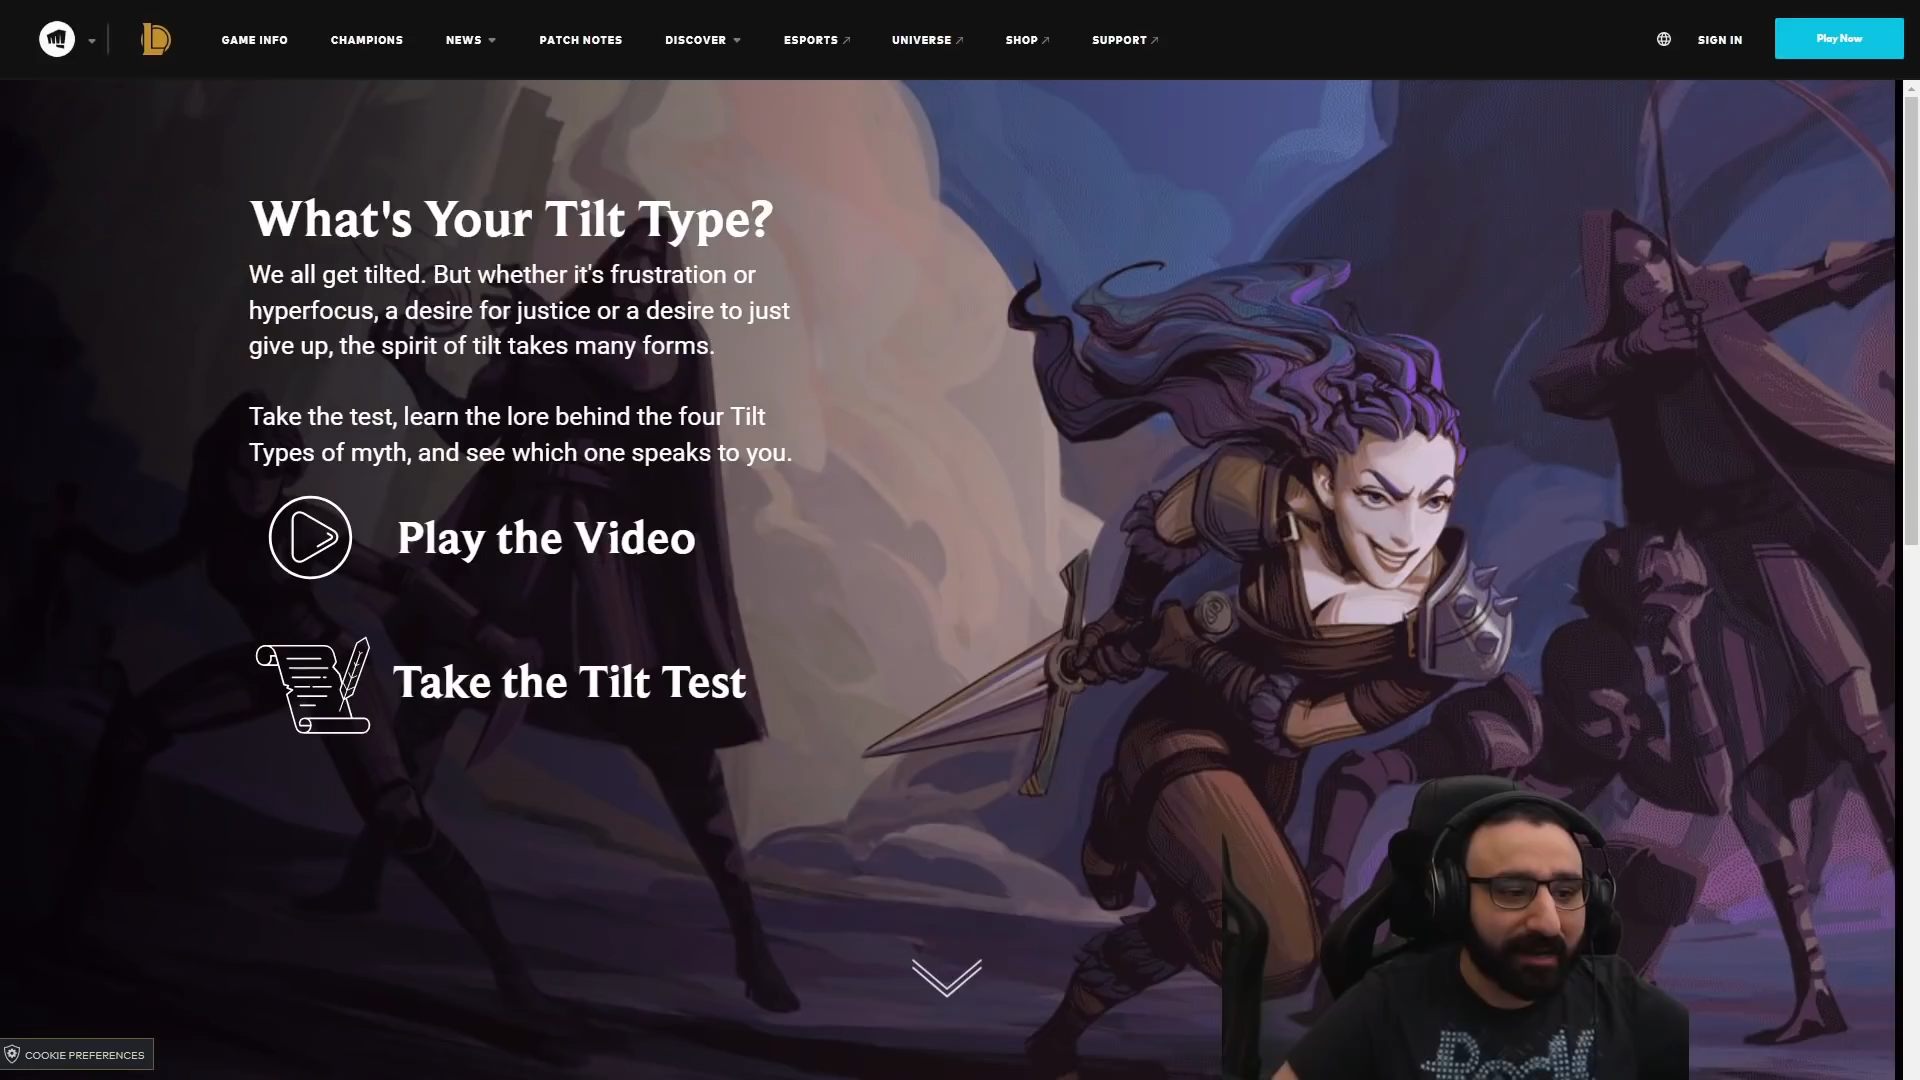 GAME INFO
CHAMPIONS
NEWS
PATCH NOTES
DISCOVER
ESPORTS
UNIVERSE
SHOP
SUPPORT
SIGN IN
Play Now
What's Your Tilt Type?
We all get tilted. But whether it's frustration or
hyperfocus, a desire for justice or a desire to just
give up, the spirit of tilt takes many forms.
Take the test, learn the lore behind the four Tilt
Types of myth, and see which one speaks to you.
Play the Video
Take the Tilt Test
COOKIE PREFERENCES